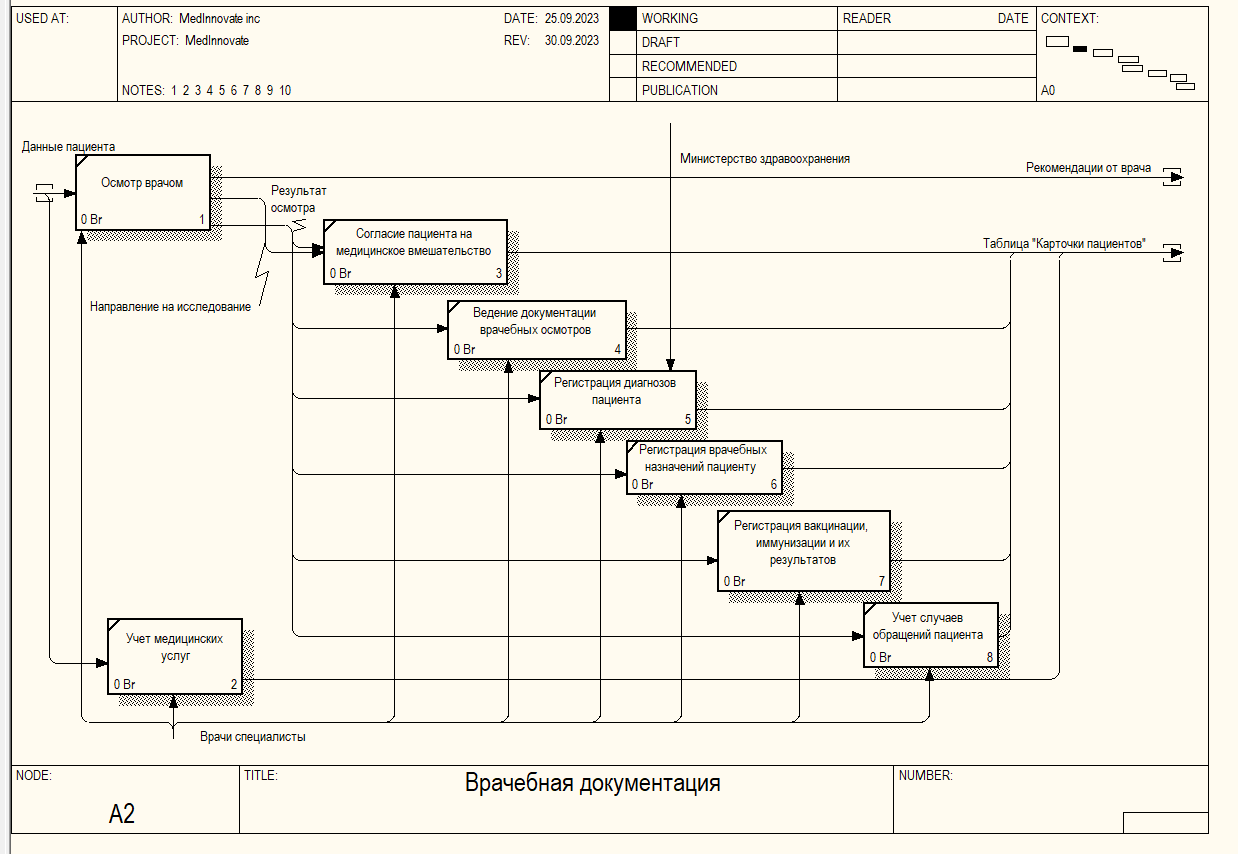 USED AT:
AUTHOR: MedInnovate inc
DATE: 25.09.2023
PROJECT: MedInnovate
REV: 30.09.2023
NOTES: 1 2 3 4 5 6 7 8 9 10
WORKING
DRAFT
RECOMMENDED
PUBLICATION
READER
DATE
CONTEXT:
A0
Данные пациента
Осмотр врачом
0 Br
1
Результат
осмотра
Министерство здравоохранения
Рекомендации от врача
Согласие пациента на
медицинское вмешательство
0 Br
3
Таблица "Карточки пациентов"
Направление на исследование
Ведение документации
врачебных осмотров
0 Br
4
Регистрация диагнозов
пациента
0 Br
5
Регистрация врачебных
назначений пациенту
0 Br
6
Регистрация вакцинации,
иммунизации и их
результатов
0 Br
7
Учет случаев
обращений пациента
0 Br
8
Учет медицинских
услуг
0 Br
2
Врачи специалисты
NODE:
A2
TITLE:
Врачебная документация
NUMBER: